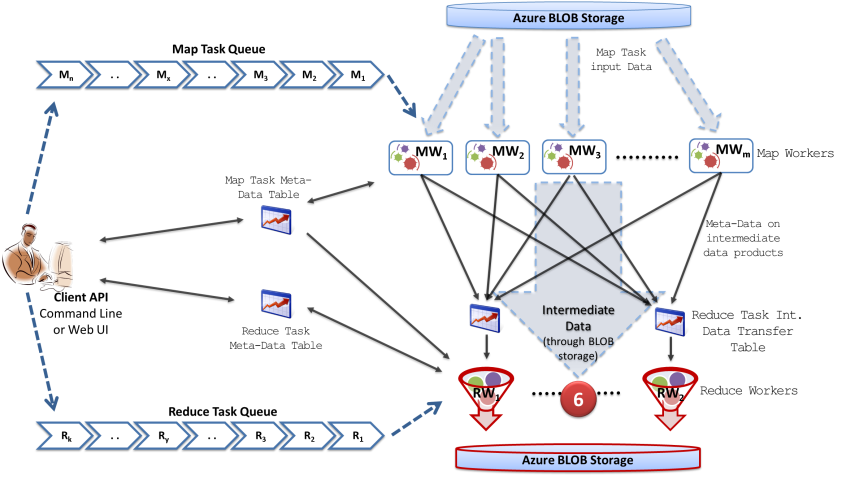 Azure BLOB Storage
Map Task Queue
Map Task
input Data
Mn
. .
Mx
. .
M3
M2
M1
MW1
MW2
MW3
MWm
Map Workers
Map Task Meta-
Data Table
Meta-Data on
intermediate
data products
Client API
Command Line
or Web UI
Intermediate
Data
(through BLOB
storage)
Reduce Task Int.
Data Transfer
Table
Reduce Task
Meta-Data Table
RW1
6
RW2
Reduce Workers
Reduce Task Queue
Rk
. .
Ry
. .
R3
R2
R1
Azure BLOB Storage